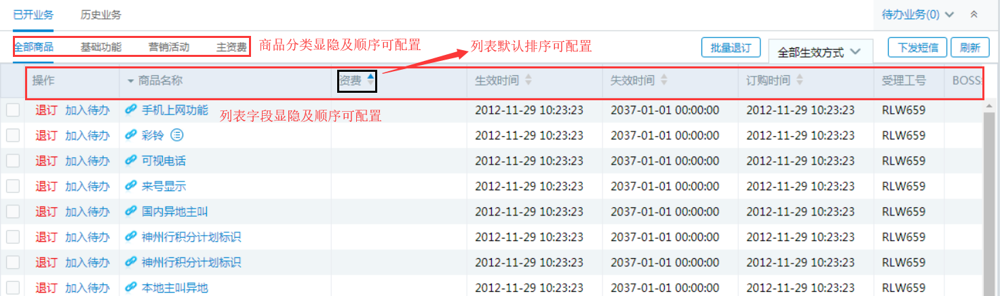 已开业务 历史业务 待办业务(0)
全部商品 基础功能 营销活动 主资费 商品分类显隐及顺序可配置 列表默认排序可配置 批量退订 全部生效方式 下发短信 刷新
操作 商品名称 资费 生效时间 失效时间 订购时间 受理工号 BOSS
退订 加入待办 手机上网功能 2012-11-29 10:23:23 2037-01-01 00:00:00 2012-11-29 10:23:23 RLW659
列表字段显隐及顺序可配置
退订 加入待办 彩铃 2012-11-29 10:23:23 2037-01-01 00:00:00 2012-11-29 10:23:23 RLW659
退订 加入待办 可视电话 2012-11-29 10:23:23 2037-01-01 00:00:00 2012-11-29 10:23:23 RLW659
退订 加入待办 来号显示 2012-11-29 10:23:23 2037-01-01 00:00:00 2012-11-29 10:23:23 RLW659
退订 加入待办 国内异地主叫 2012-11-29 10:23:23 2037-01-01 00:00:00 2012-11-29 10:23:23 RLW659
退订 加入待办 神州行积分计划标识 2012-11-29 10:23:23 2037-01-01 00:00:00 2012-11-29 10:23:23 RLW659
退订 加入待办 神州行积分计划标识 2012-11-29 10:23:23 2037-01-01 00:00:00 2012-11-29 10:23:23 RLW659
退订 加入待办 本地主叫异地 2012-11-29 10:23:23 2037-01-01 00:00:00 2012-11-29 10:23:23 RLW659